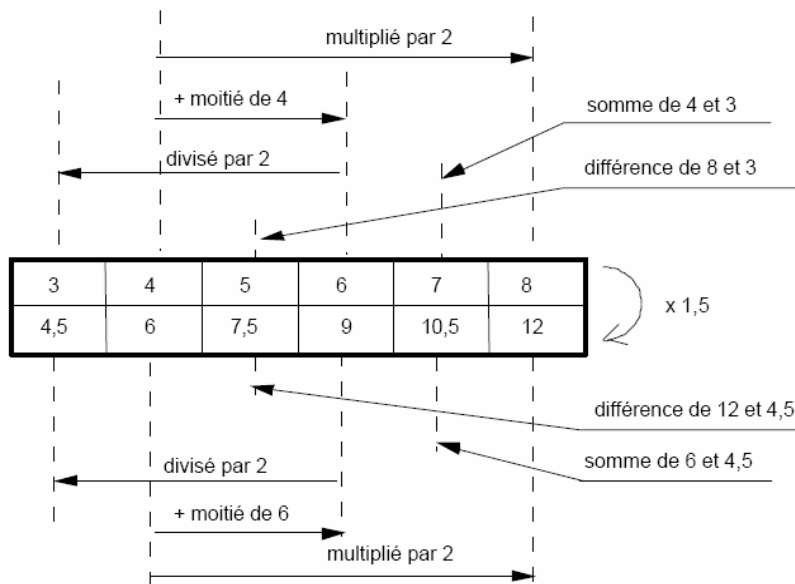 multiplié par 2
+ moitié de 4
somme de 4 et 3
divisé par 2
différence de 8 et 3
3 4 5 6 7 8
x 1,5
4,5 6 7,5 9 10,5 12
différence de 12 et 4,5
divisé par 2
somme de 6 et 4,5
+ moitié de 6
multiplié par 2